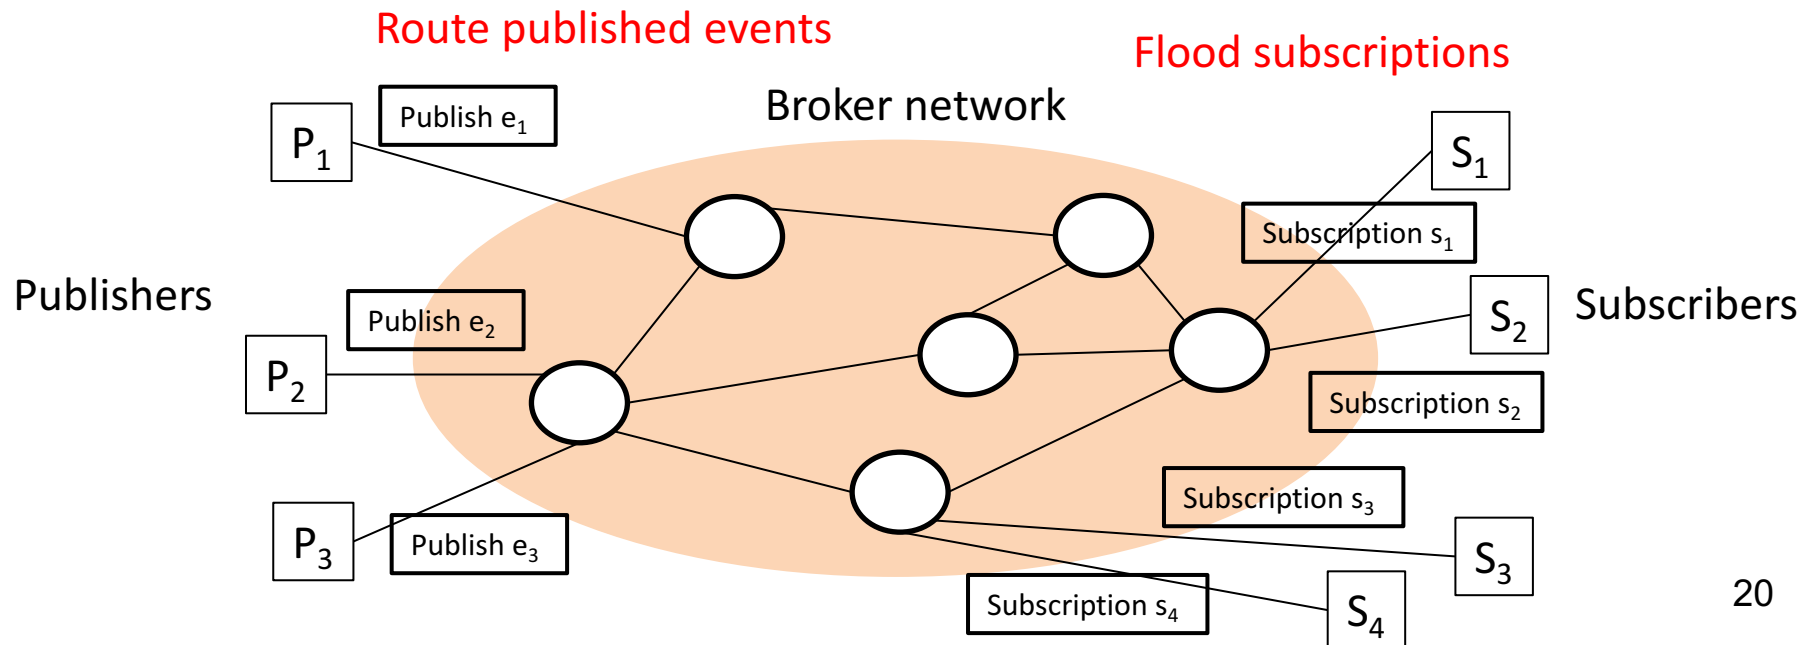 Route published events
Flood subscriptions
Broker network
Publish e₁
P₁
S₁
Subscription s₁
Publishers
Publish e₂
P₂
S₂
Subscribers
Subscription s₂
Subscription s₃
P₃
Publish e₃
S₃
Subscription s₄
S₄
20